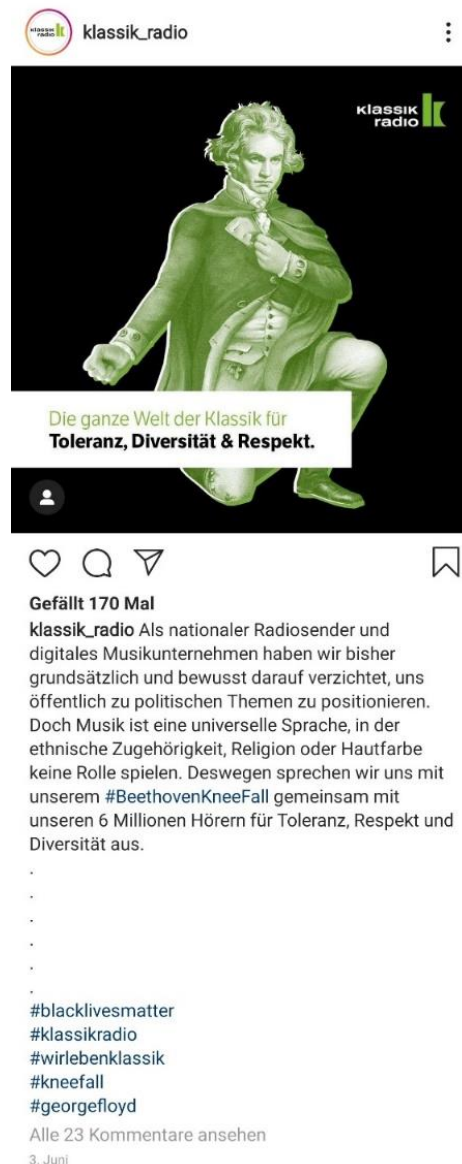 klassik radio
klassik_radio
klassik
radio
Die ganze Welt der Klassik für
Toleranz, Diversität & Respekt.
Gefällt 170 Mal
klassik_radio Als nationaler Radiosender und
digitales Musikunternehmen haben wir bisher
grundsätzlich und bewusst darauf verzichtet, uns
öffentlich zu politischen Themen zu positionieren.
Doch Musik ist eine universelle Sprache, in der
ethnische Zugehörigkeit, Religion oder Hautfarbe
keine Rolle spielen. Deswegen sprechen wir uns mit
unserem #BeethovenKneeFall gemeinsam mit
unseren 6 Millionen Hörern für Toleranz, Respekt und
Diversität aus.
.
.
.
.
.
.
#blacklivesmatter
#klassikradio
#wirlebenklassik
#kneefall
#georgefloyd
Alle 23 Kommentare ansehen
3. Juni